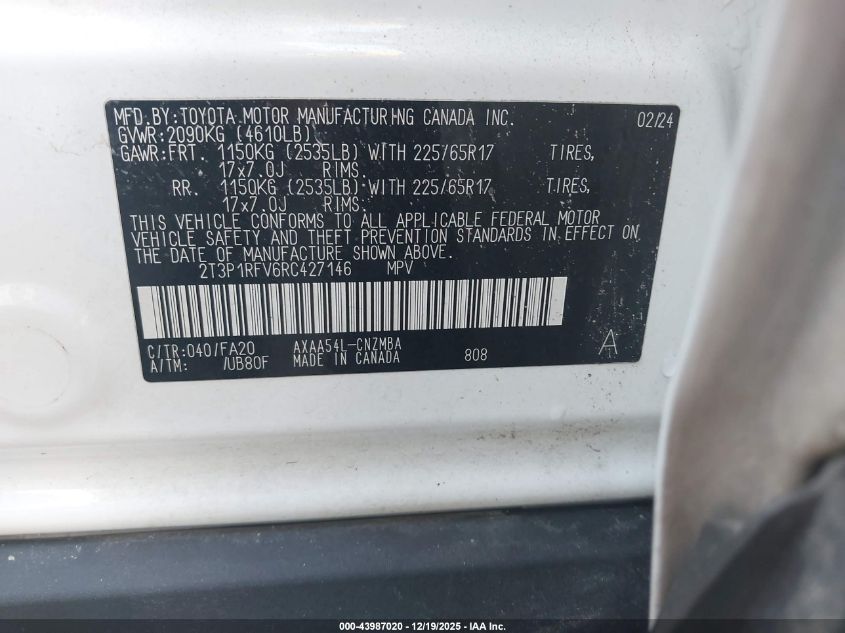 MFD.BY:TOYOTA MOTOR MANUFACTURING CANADA INC. 02/24
GVWR:2090KG (4610LB)
GAWR:FRT. 1150KG (2535LB) WITH 225/65R17 TIRES,
17x7.0J RIMS.
RR. 1150KG (2535LB) WITH 225/65R17 TIRES,
17x7.0J RIMS.
THIS VEHICLE CONFORMS TO ALL APPLICABLE FEDERAL MOTOR
VEHICLE SAFETY AND THEFT PREVENTION STANDARDS IN EFFECT ON
THE DATE OF MANUFACTURE SHOWN ABOVE.
2T3P1RFV6RC427146 MPV
C/TR:040/FA20 AXAA54L-CNZMBA
A/TM: /UB80F MADE IN CANADA 808 A
000-43987020 - 12/19/2025 - IAA Inc.